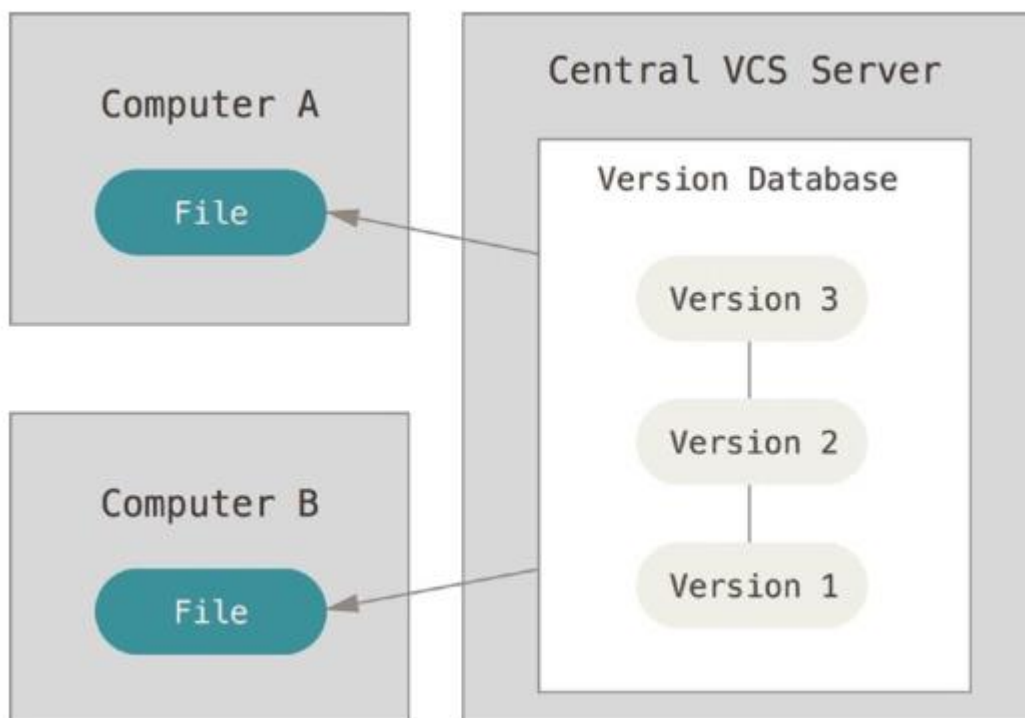 Computer A
File
Computer B
File
Central VCS Server
Version Database
Version 3
Version 2
Version 1